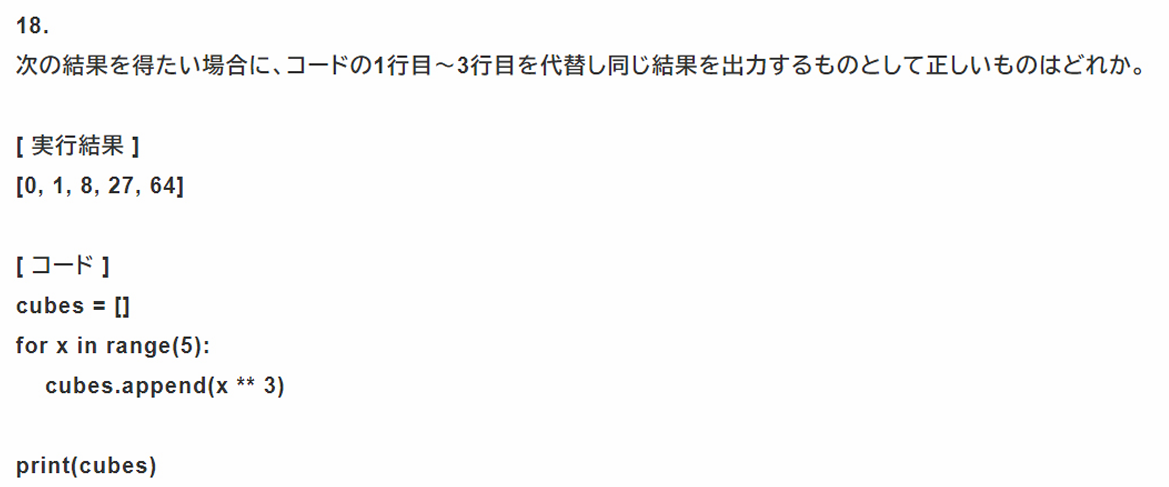 18.
次の結果を得たい場合に、コードの1行目～3行目を代替し同じ結果を出力するものとして正しいものはどれか。
[ 実行結果 ]
[0, 1, 8, 27, 64]
[ コード ]
cubes = []
for x in range(5):
    cubes.append(x ** 3)
print(cubes)